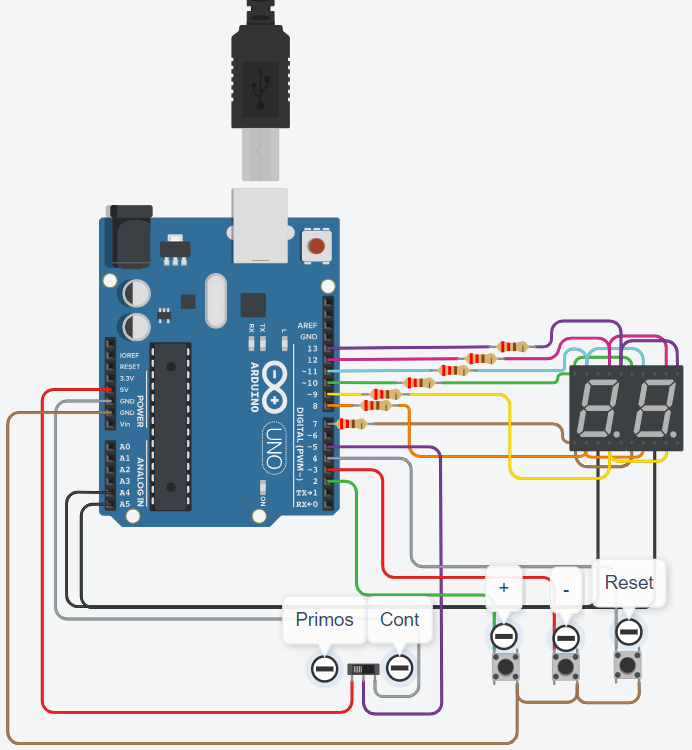 RX
TX
L
AREF
GND
13
12
~11
~10
~9
8
7
~6
~5
4
~3
2
TX→1
RX←0
DIGITAL (PWM~)
ARDUINO
UNO
ON
IOREF
RESET
3.3V
5V
GND
GND
Vin
POWER
A0
A1
A2
A3
A4
A5
ANALOG IN
+
-
Reset
Primos
Cont